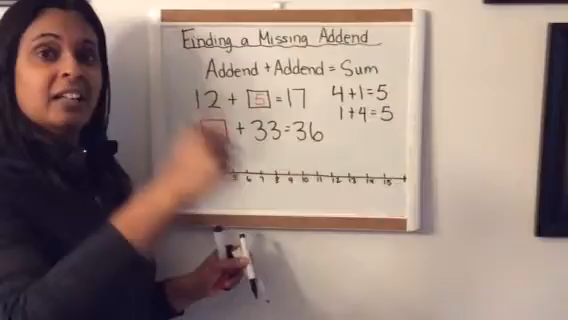 Finding a Missing Addend
Addend + Addend = Sum
12 + 5 = 17
4+1=5
1+4=5
+ 33=36
5 6 7 8 9 10 11 12 13 14 15